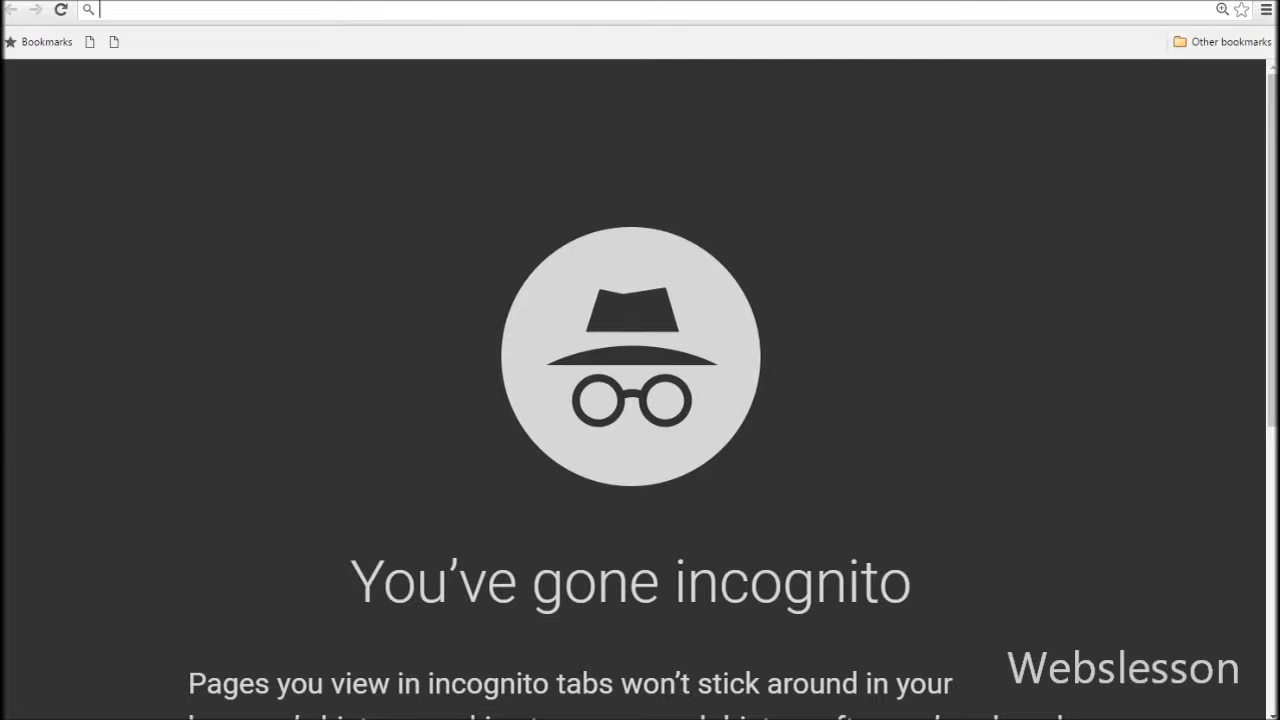 Bookmarks
Other bookmarks
You've gone incognito
Pages you view in incognito tabs won't stick around in your
Webslesson